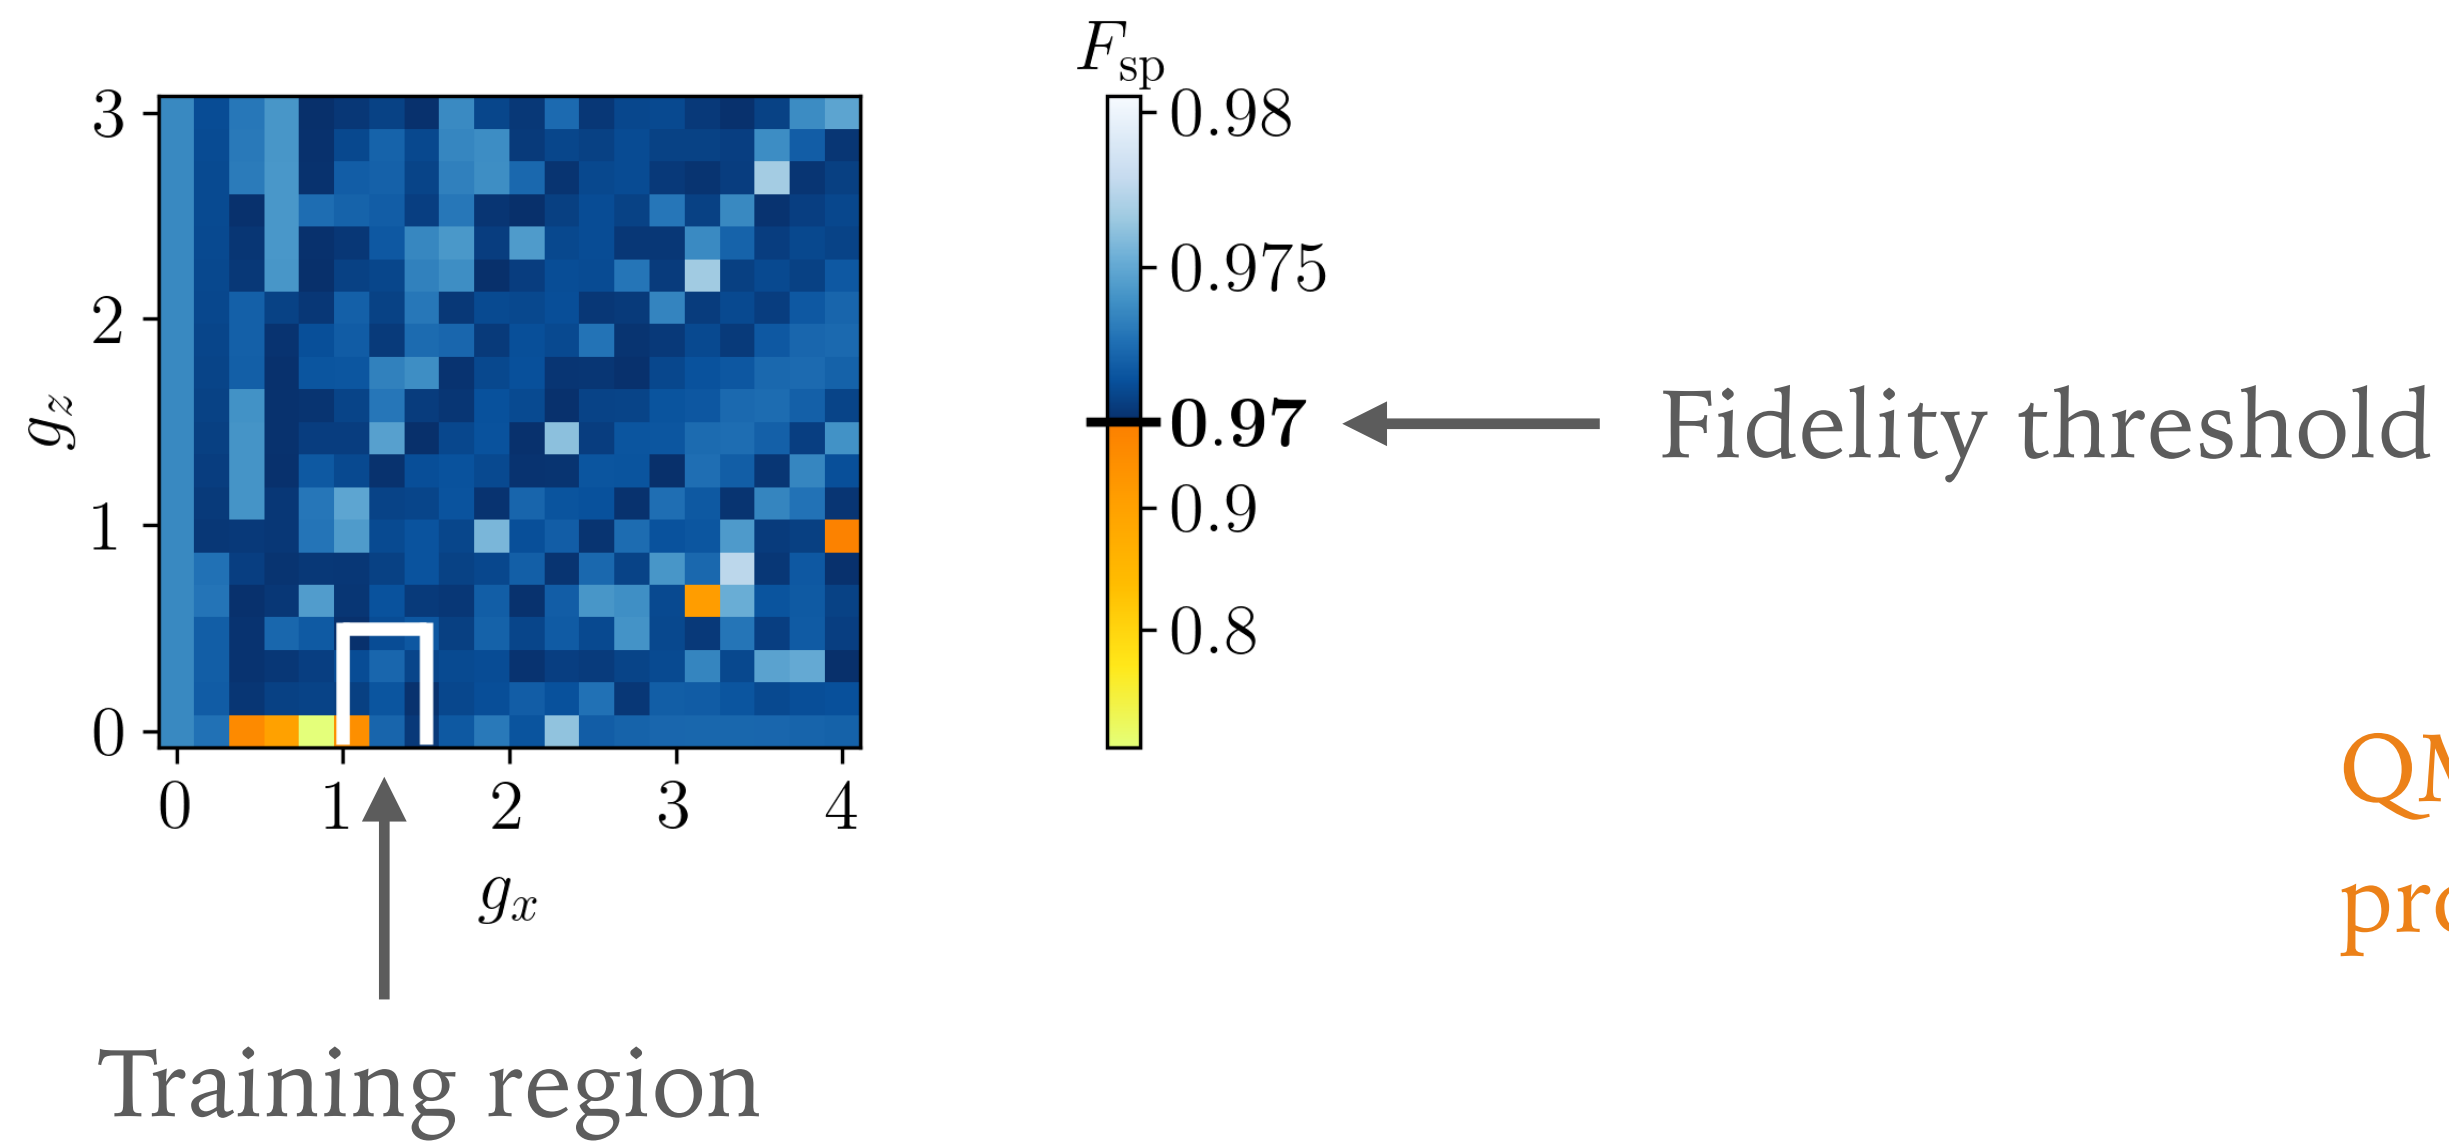 F_sp
3
2
1
0
g_z
0 1 2 3 4
g_x
0.98
0.975
0.97
0.9
0.8
Fidelity threshold
Training region